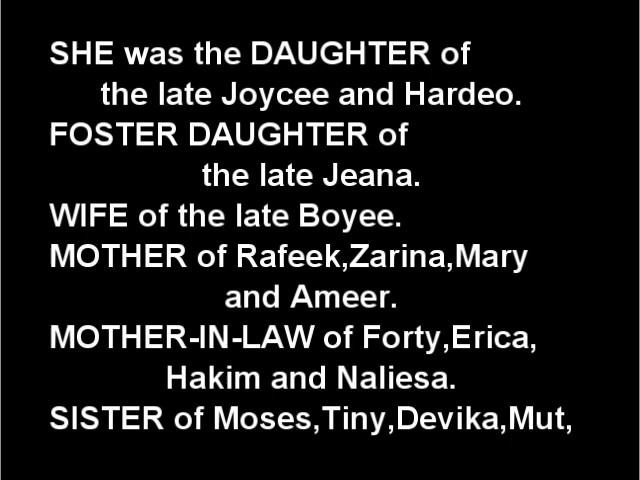 SHE was the DAUGHTER of
the late Joycee and Hardeo.
FOSTER DAUGHTER of
the late Jeana.
WIFE of the late Boyee.
MOTHER of Rafeek,Zarina,Mary
and Ameer.
MOTHER-IN-LAW of Forty,Erica,
Hakim and Naliesa.
SISTER of Moses,Tiny,Devika,Mut,